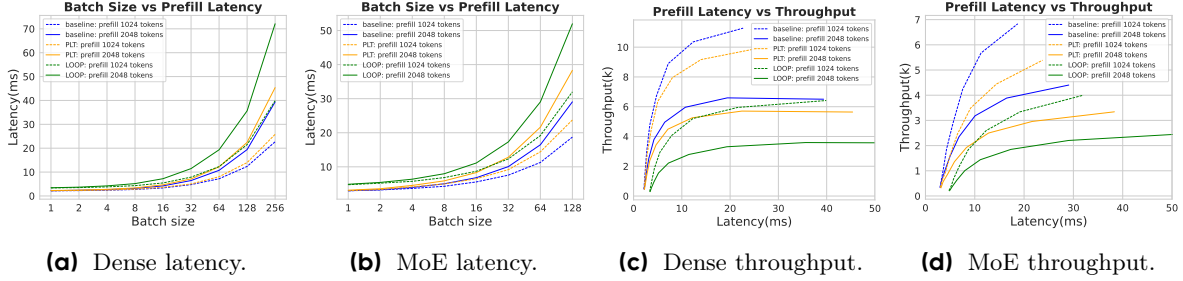 Batch Size vs Prefill Latency
Latency(ms)
70
60
50
40
30
20
10
0
baseline: prefill 1024 tokens
baseline: prefill 2048 tokens
PLT: prefill 1024 tokens
PLT: prefill 2048 tokens
LOOP: prefill 1024 tokens
LOOP: prefill 2048 tokens
1 2 4 8 16 32 64 128 256
Batch size
(a) Dense latency.
Batch Size vs Prefill Latency
Latency(ms)
50
40
30
20
10
0
baseline: prefill 1024 tokens
baseline: prefill 2048 tokens
PLT: prefill 1024 tokens
PLT: prefill 2048 tokens
LOOP: prefill 1024 tokens
LOOP: prefill 2048 tokens
1 2 4 8 16 32 64 128
Batch size
(b) MoE latency.
Prefill Latency vs Throughput
Throughput(k)
10
8
6
4
2
0
baseline: prefill 1024 tokens
baseline: prefill 2048 tokens
PLT: prefill 1024 tokens
PLT: prefill 2048 tokens
LOOP: prefill 1024 tokens
LOOP: prefill 2048 tokens
0 10 20 30 40 50
Latency(ms)
(c) Dense throughput.
Prefill Latency vs Throughput
Throughput(k)
7
6
5
4
3
2
1
0
baseline: prefill 1024 tokens
baseline: prefill 2048 tokens
PLT: prefill 1024 tokens
PLT: prefill 2048 tokens
LOOP: prefill 1024 tokens
LOOP: prefill 2048 tokens
0 10 20 30 40 50
Latency(ms)
(d) MoE throughput.